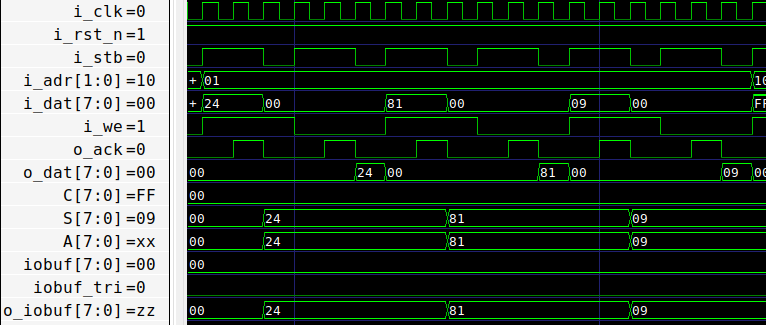 i_clk=0
i_rst_n=1
i_stb=0
i_adr[1:0]=10 + 01 10
i_dat[7:0]=00 + 24 00 81 00 09 00 FF
i_we=1
o_ack=0
o_dat[7:0]=00 00 24 00 81 00 09 00
C[7:0]=FF 00
S[7:0]=09 00 24 81 09
A[7:0]=xx 00 24 81 09
iobuf[7:0]=00 00
iobuf_tri=0
o_iobuf[7:0]=zz 00 24 81 09